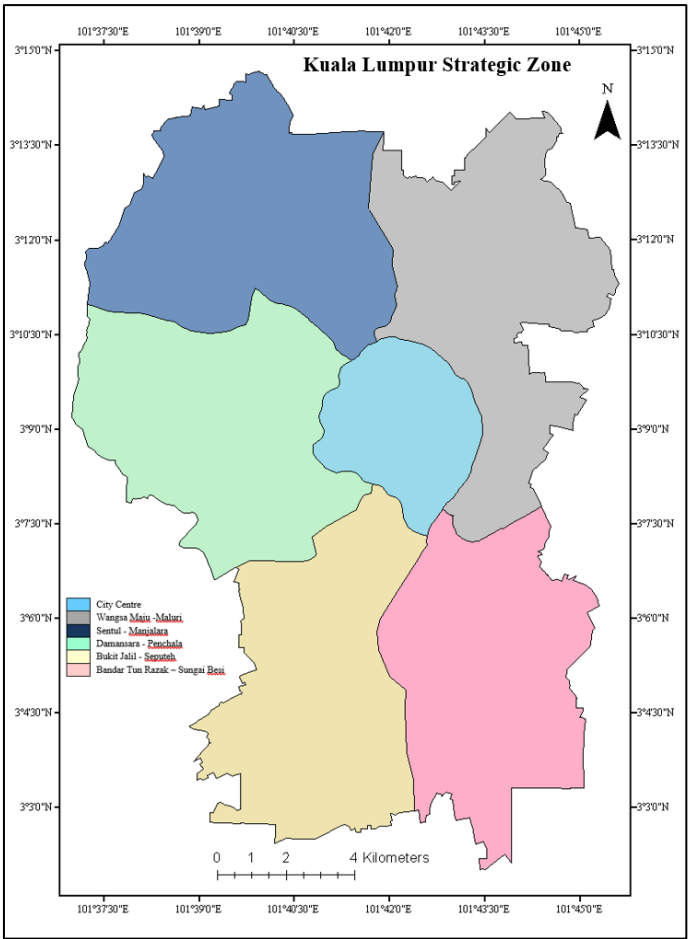 101°37'30"E 101°39'0"E 101°40'30"E 101°42'0"E 101°43'30"E 101°45'0"E
3°15'0"N 3°15'0"N
Kuala Lumpur Strategic Zone
N
3°13'30"N 3°13'30"N
3°12'0"N 3°12'0"N
3°10'30"N 3°10'30"N
3°9'0"N 3°9'0"N
3°7'30"N 3°7'30"N
City Centre
Wangsa Maju -Maluri
3°6'0"N 3°6'0"N
Sentul - Manjalara
Damansara - Penchala
Bukit Jalil - Seputeh
Bandar Tun Razak – Sungai Besi
3°4'30"N 3°4'30"N
3°3'0"N 3°3'0"N
0 1 2 4 Kilometers
101°37'30"E 101°39'0"E 101°40'30"E 101°42'0"E 101°43'30"E 101°45'0"E